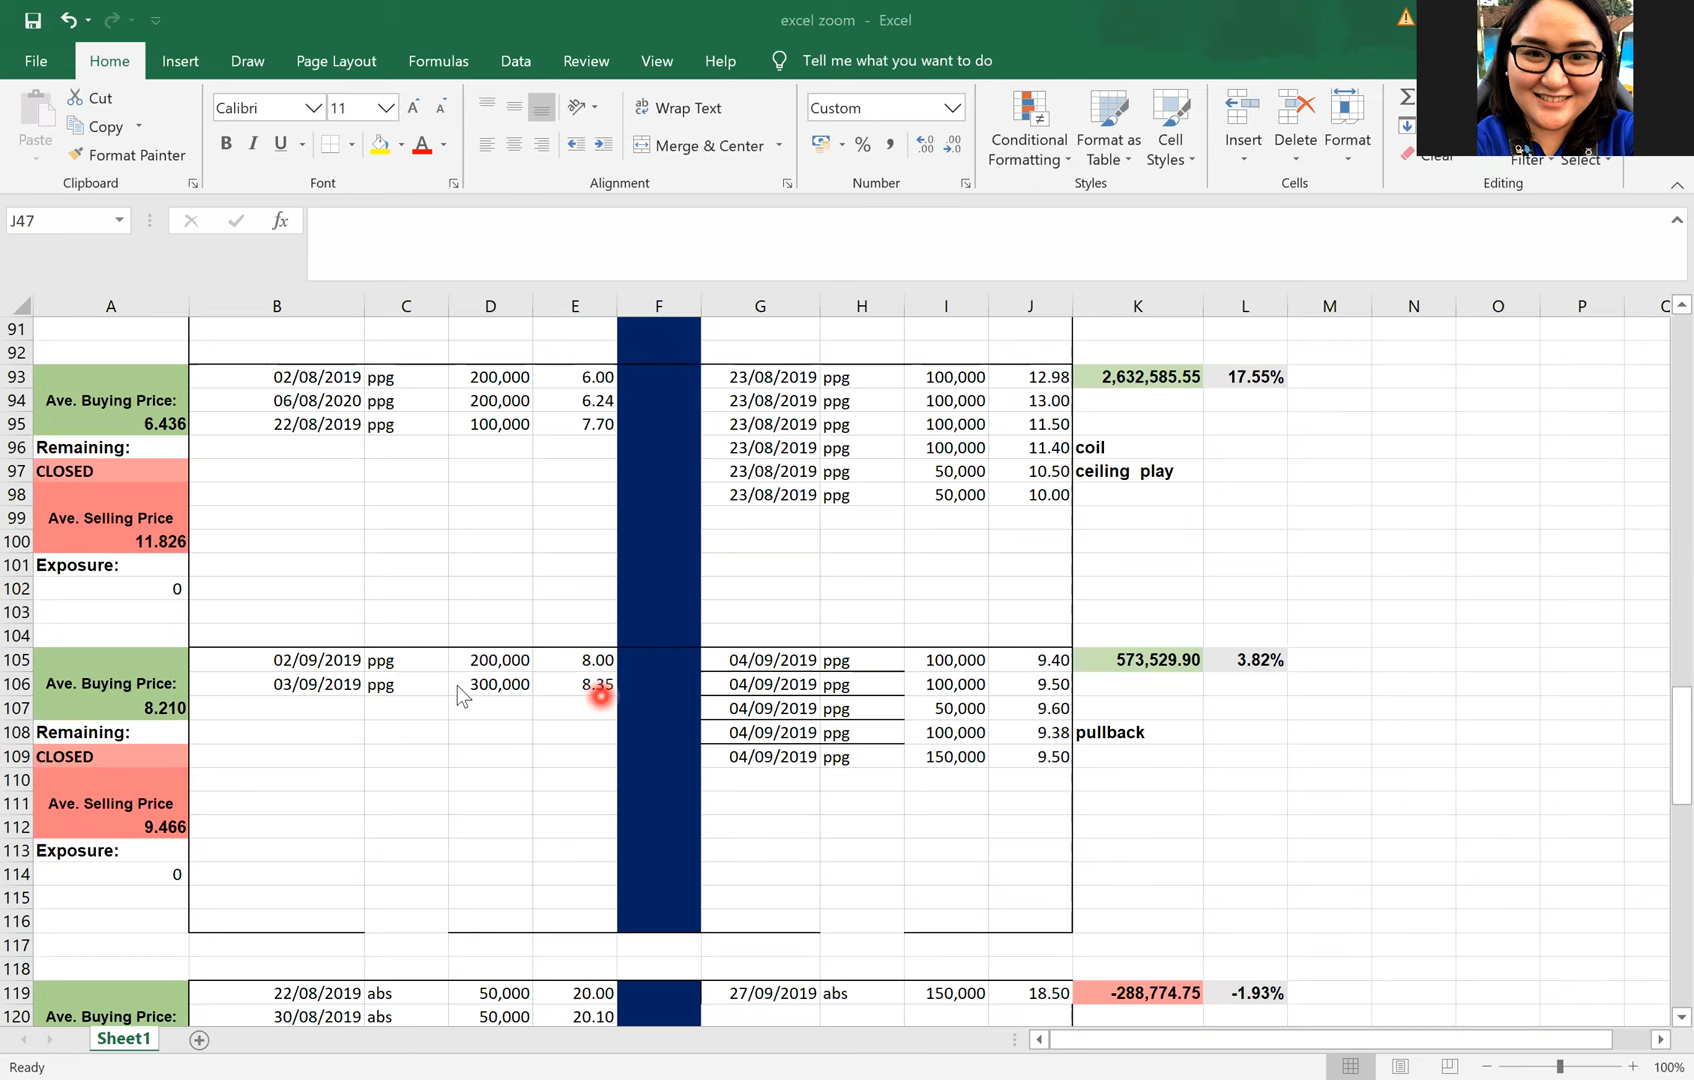 excel zoom - Excel
File Home Insert Draw Page Layout Formulas Data Review View Help Tell me what you want to do
Cut
Copy
Format Painter
Paste
Clipboard
Calibri 11
B I U
Font
Wrap Text
Merge & Center
Alignment
Custom
%
Number
Conditional Formatting
Format as Table
Cell Styles
Styles
Insert Delete Format
Cells
Clear
Filter Select
Editing
J47 fx
A B C D E F G H I J K L M N O P
91
92
93 02/08/2019 ppg 200,000 6.00 23/08/2019 ppg 100,000 12.98 2,632,585.55 17.55%
94 Ave. Buying Price: 06/08/2020 ppg 200,000 6.24 23/08/2019 ppg 100,000 13.00
95 6.436 22/08/2019 ppg 100,000 7.70 23/08/2019 ppg 100,000 11.50
96 Remaining: 23/08/2019 ppg 100,000 11.40 coil
97 CLOSED 23/08/2019 ppg 50,000 10.50 ceiling play
98 23/08/2019 ppg 50,000 10.00
99 Ave. Selling Price
100 11.826
101 Exposure:
102 0
103
104
105 02/09/2019 ppg 200,000 8.00 04/09/2019 ppg 100,000 9.40 573,529.90 3.82%
106 Ave. Buying Price: 03/09/2019 ppg 300,000 8.35 04/09/2019 ppg 100,000 9.50
107 8.210 04/09/2019 ppg 50,000 9.60
108 Remaining: 04/09/2019 ppg 100,000 9.38 pullback
109 CLOSED 04/09/2019 ppg 150,000 9.50
110
111 Ave. Selling Price
112 9.466
113 Exposure:
114 0
115
116
117
118
119 22/08/2019 abs 50,000 20.00 27/09/2019 abs 150,000 18.50 -288,774.75 -1.93%
120 Ave. Buying Price: 30/08/2019 abs 50,000 20.10
Sheet1
Ready 100%